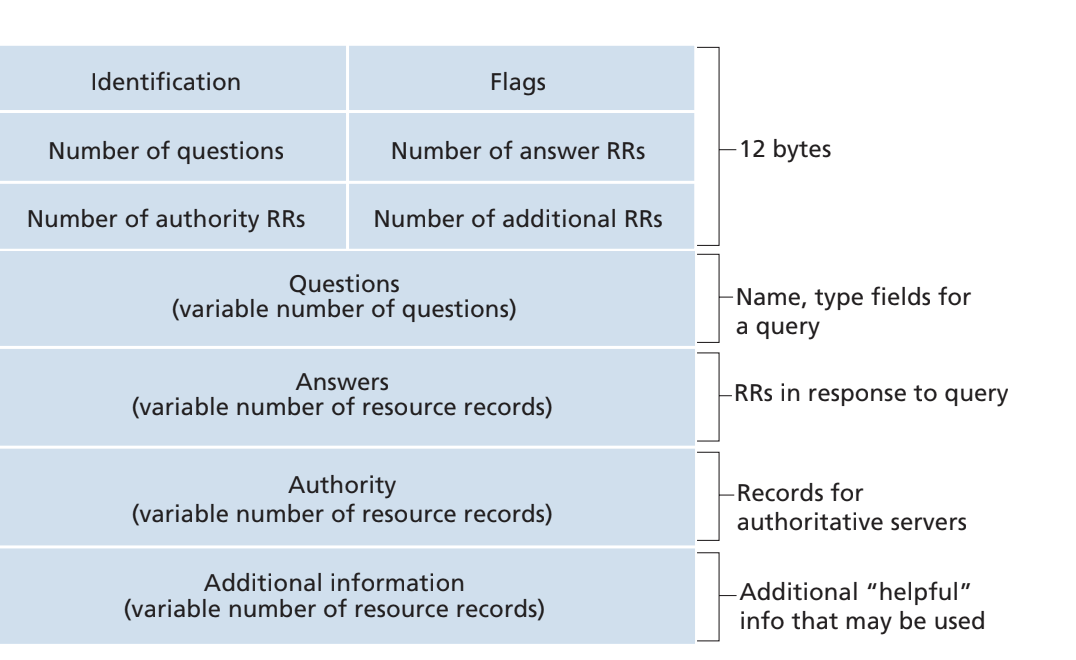 Identification
Flags
Number of questions
Number of answer RRs
12 bytes
Number of authority RRs
Number of additional RRs
Questions
(variable number of questions)
Name, type fields for
a query
Answers
(variable number of resource records)
RRs in response to query
Authority
(variable number of resource records)
Records for
authoritative servers
Additional information
(variable number of resource records)
Additional “helpful”
info that may be used